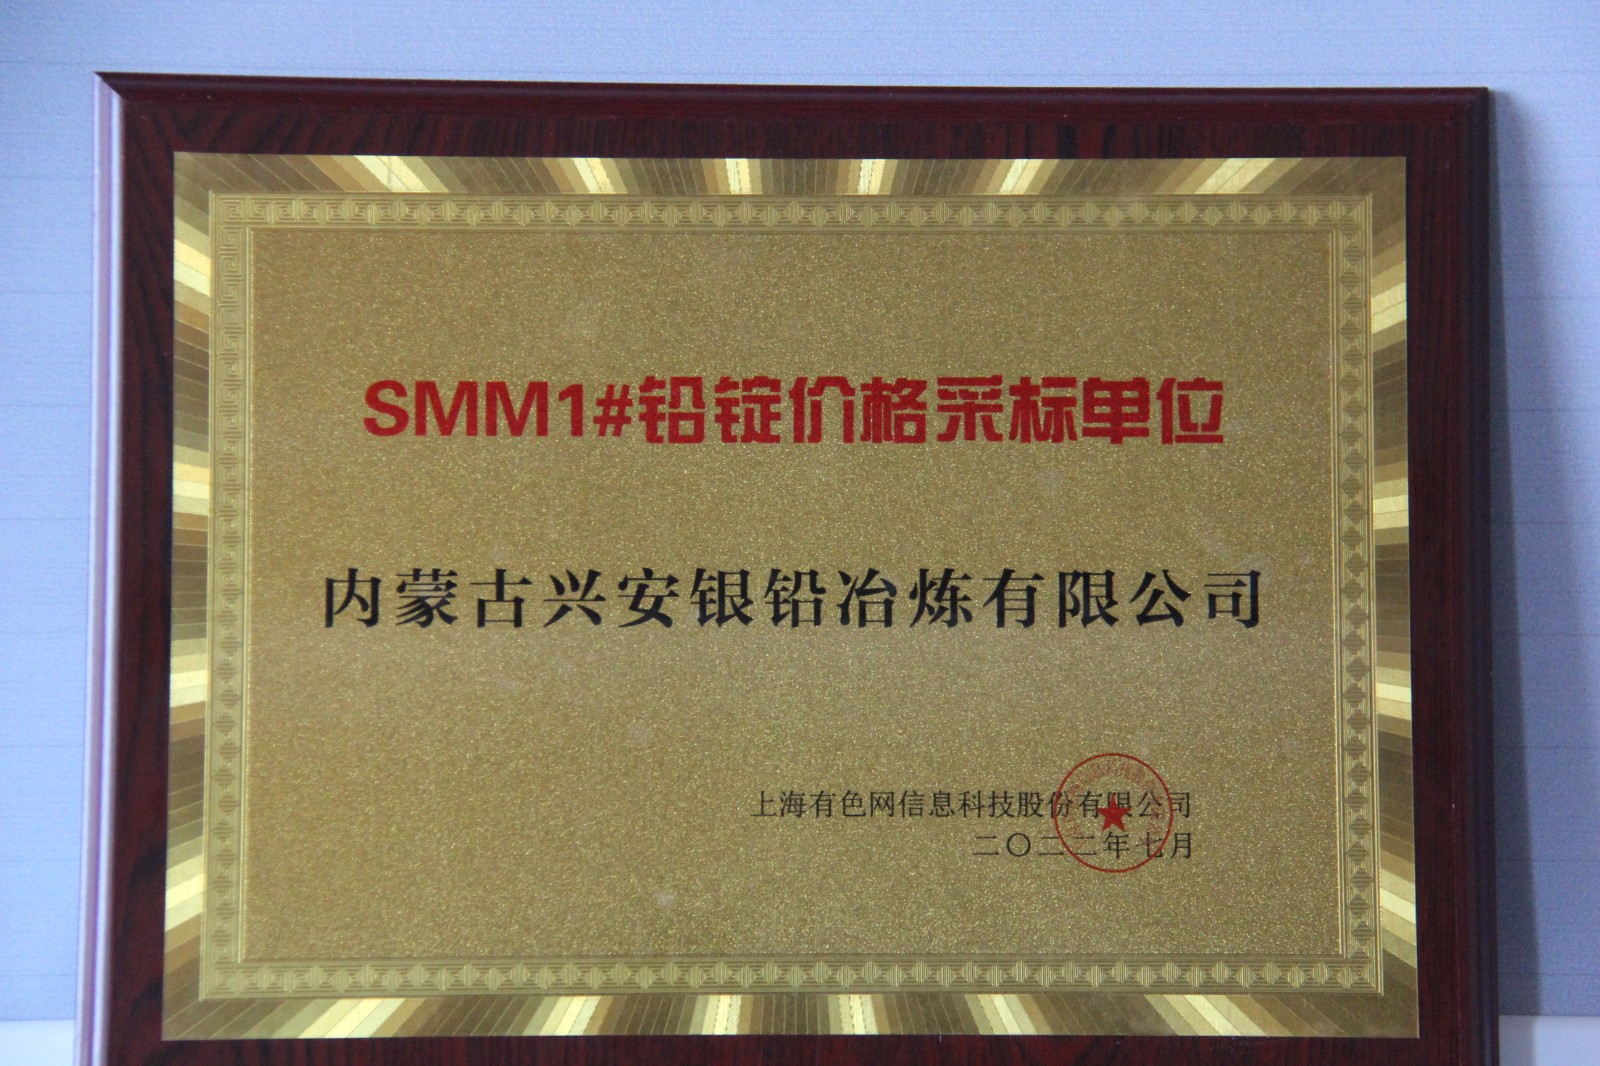 SMM1#铅锭价格采标单位
内蒙古兴安银铅冶炼有限公司
上海有色网信息科技股份有限公司
二〇二二年七月